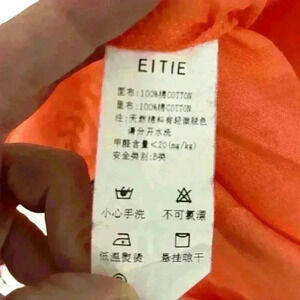 EITIE
面布:100%棉COTTON
里布:100%棉COTTON
注:天然棉料有轻微脱色
请分开水洗
甲醛含量<20(mg/kg)
安全类别:B类
小心手洗 不可氯漂
低温熨烫 悬挂晾干